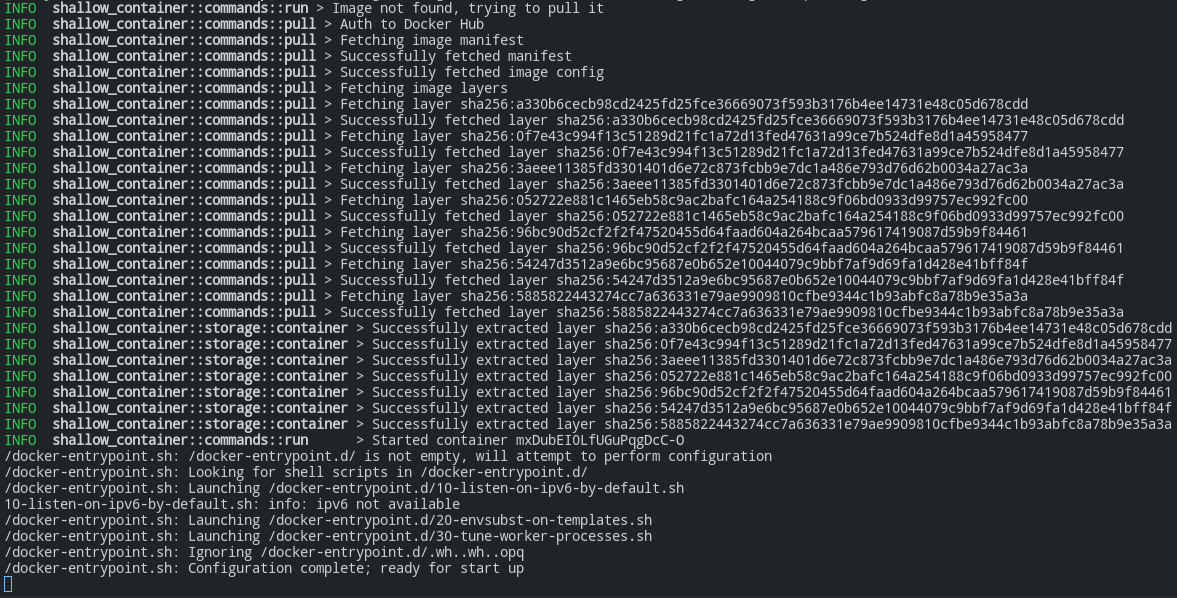 INFO  shallow_container::commands::run > Image not found, trying to pull it
INFO  shallow_container::commands::pull > Auth to Docker Hub
INFO  shallow_container::commands::pull > Fetching image manifest
INFO  shallow_container::commands::pull > Successfully fetched manifest
INFO  shallow_container::commands::pull > Successfully fetched image config
INFO  shallow_container::commands::pull > Fetching image layers
INFO  shallow_container::commands::pull > Fetching layer sha256:a330b6cecb98cd2425fd25fce36669073f593b3176b4ee14731e48c05d678cdd
INFO  shallow_container::commands::pull > Successfully fetched layer sha256:a330b6cecb98cd2425fd25fce36669073f593b3176b4ee14731e48c05d678cdd
INFO  shallow_container::commands::pull > Fetching layer sha256:0f7e43c994f13c51289d21fc1a72d13fed47631a99ce7b524dfe8d1a45958477
INFO  shallow_container::commands::pull > Successfully fetched layer sha256:0f7e43c994f13c51289d21fc1a72d13fed47631a99ce7b524dfe8d1a45958477
INFO  shallow_container::commands::pull > Fetching layer sha256:3aeee11385fd3301401d6e72c873fcbb9e7dc1a486e793d76d62b0034a27ac3a
INFO  shallow_container::commands::pull > Successfully fetched layer sha256:3aeee11385fd3301401d6e72c873fcbb9e7dc1a486e793d76d62b0034a27ac3a
INFO  shallow_container::commands::pull > Fetching layer sha256:052722e881c1465eb58c9ac2bafc164a254188c9f06bd0933d99757ec992fc00
INFO  shallow_container::commands::pull > Successfully fetched layer sha256:052722e881c1465eb58c9ac2bafc164a254188c9f06bd0933d99757ec992fc00
INFO  shallow_container::commands::pull > Fetching layer sha256:96bc90d52cf2f2f47520455d64faad604a264bcaa579617419087d59b9f84461
INFO  shallow_container::commands::pull > Successfully fetched layer sha256:96bc90d52cf2f2f47520455d64faad604a264bcaa579617419087d59b9f84461
INFO  shallow_container::commands::pull > Fetching layer sha256:54247d3512a9e6bc95687e0b652e10044079c9bbf7af9d69fa1d428e41bff84f
INFO  shallow_container::commands::pull > Successfully fetched layer sha256:54247d3512a9e6bc95687e0b652e10044079c9bbf7af9d69fa1d428e41bff84f
INFO  shallow_container::commands::pull > Fetching layer sha256:5885822443274cc7a636331e79ae9909810cfbe9344c1b93abfc8a78b9e35a3a
INFO  shallow_container::commands::pull > Successfully fetched layer sha256:5885822443274cc7a636331e79ae9909810cfbe9344c1b93abfc8a78b9e35a3a
INFO  shallow_container::storage::container > Successfully extracted layer sha256:a330b6cecb98cd2425fd25fce36669073f593b3176b4ee14731e48c05d678cdd
INFO  shallow_container::storage::container > Successfully extracted layer sha256:0f7e43c994f13c51289d21fc1a72d13fed47631a99ce7b524dfe8d1a45958477
INFO  shallow_container::storage::container > Successfully extracted layer sha256:3aeee11385fd3301401d6e72c873fcbb9e7dc1a486e793d76d62b0034a27ac3a
INFO  shallow_container::storage::container > Successfully extracted layer sha256:052722e881c1465eb58c9ac2bafc164a254188c9f06bd0933d99757ec992fc00
INFO  shallow_container::storage::container > Successfully extracted layer sha256:96bc90d52cf2f2f47520455d64faad604a264bcaa579617419087d59b9f84461
INFO  shallow_container::storage::container > Successfully extracted layer sha256:54247d3512a9e6bc95687e0b652e10044079c9bbf7af9d69fa1d428e41bff84f
INFO  shallow_container::storage::container > Successfully extracted layer sha256:5885822443274cc7a636331e79ae9909810cfbe9344c1b93abfc8a78b9e35a3a
INFO  shallow_container::commands::run      > Started container mxDubEIOLfUGuPqgDcC-O
/docker-entrypoint.sh: /docker-entrypoint.d/ is not empty, will attempt to perform configuration
/docker-entrypoint.sh: Looking for shell scripts in /docker-entrypoint.d/
/docker-entrypoint.sh: Launching /docker-entrypoint.d/10-listen-on-ipv6-by-default.sh
10-listen-on-ipv6-by-default.sh: info: ipv6 not available
/docker-entrypoint.sh: Launching /docker-entrypoint.d/20-envsubst-on-templates.sh
/docker-entrypoint.sh: Launching /docker-entrypoint.d/30-tune-worker-processes.sh
/docker-entrypoint.sh: Ignoring /docker-entrypoint.d/.wh..wh..opq
/docker-entrypoint.sh: Configuration complete; ready for start up